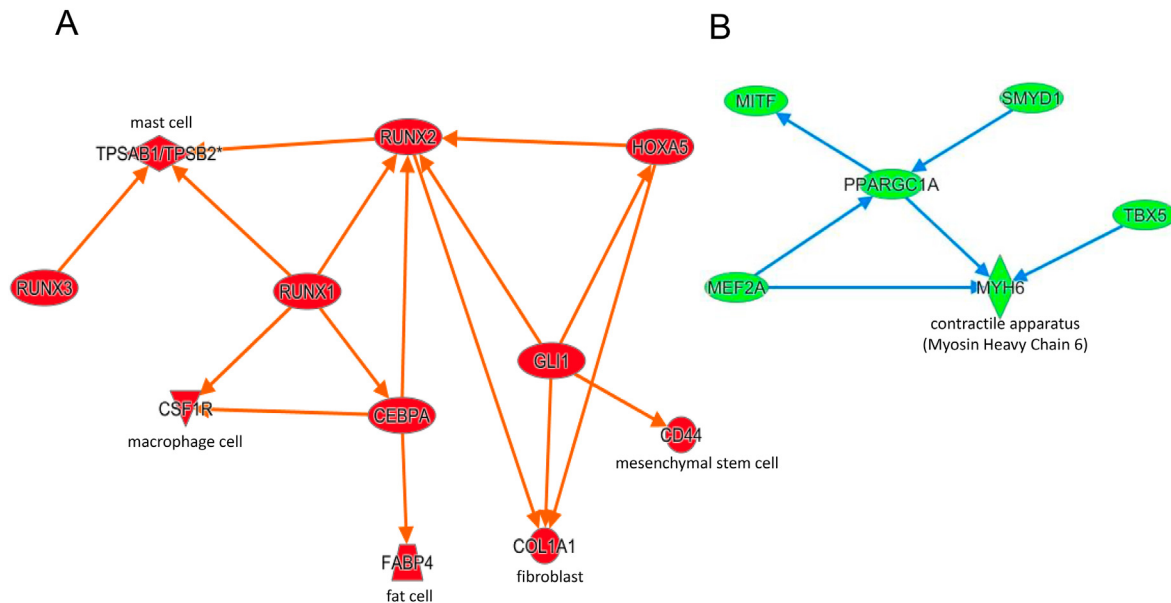 A
B
MITF
SMYD1
mast cell
RUNX2
TPSAB1/TPSB2*
HOXA5
PPARGC1A
TBX5
RUNX3
RUNX1
MEF2A
MYH6
contractile apparatus
(Myosin Heavy Chain 6)
GLI1
CSF1R
CEBPA
macrophage cell
CD44
mesenchymal stem cell
COL1A1
FABP4
fibroblast
fat cell